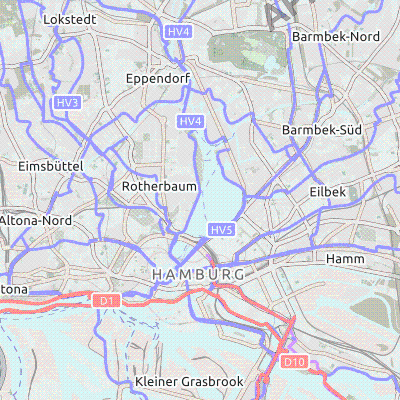 Lokstedt
HV4
Barmbek-Nord
Eppendorf
HV3
HV4
Barmbek-Süd
Eimsbüttel
Rotherbaum
Eilbek
Altona-Nord
HV5
HAMBURG
Hamm
tona
D1
D10
Kleiner Grasbrook